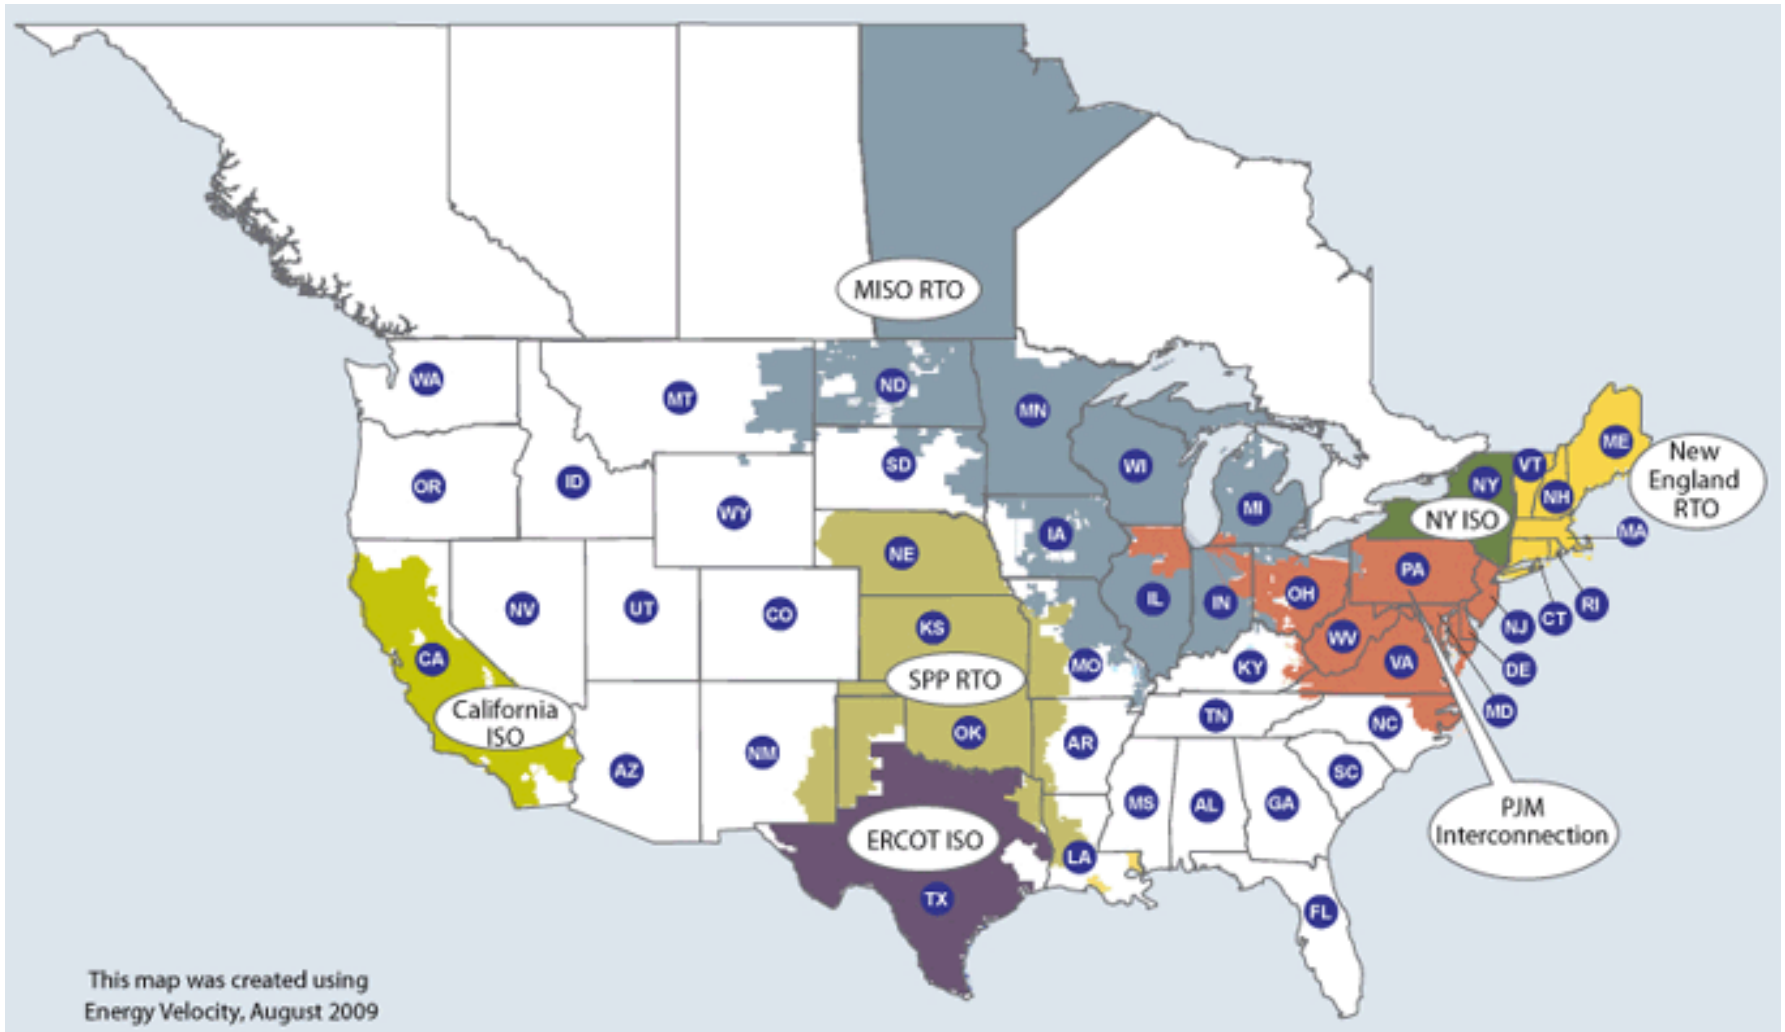 MISO RTO
WA
MT
ND
MN
OR
ID
WY
SD
WI
MI
NY
VT
NH
ME
New
England
RTO
NY ISO
MA
IA
NE
PA
NV
UT
CO
KS
IL
IN
OH
NJ
CT
RI
CA
MO
KY
WV
VA
DE
MD
California
ISO
SPP RTO
AZ
NM
OK
AR
TN
NC
SC
MS
AL
GA
PJM
Interconnection
ERCOT ISO
LA
TX
FL
This map was created using
Energy Velocity, August 2009